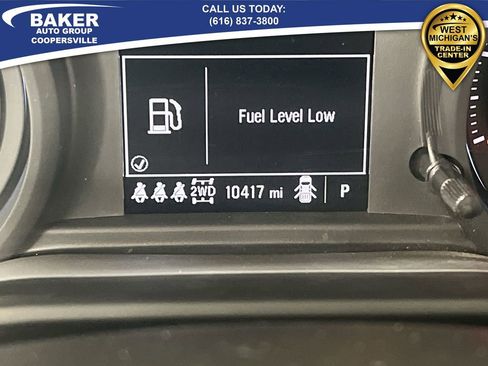 BAKER
AUTO GROUP
COOPERSVILLE
CALL US TODAY:
(616) 837-3800
WEST
MICHIGAN'S
TRADE-IN
CENTER
Fuel Level Low
2WD
10417 mi
P